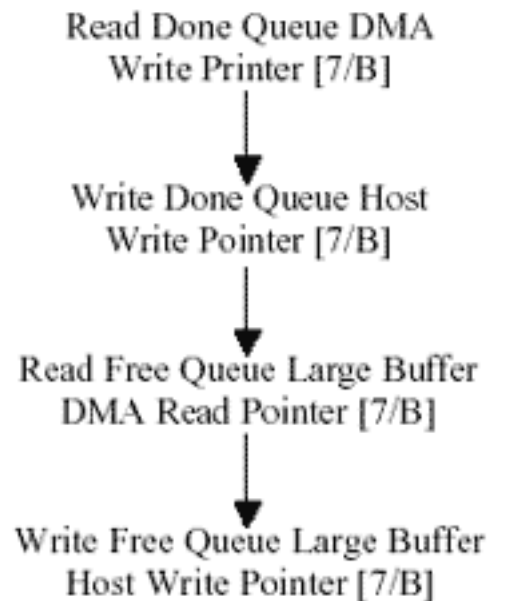 Read Done Queue DMA
Write Printer [7/B]
Write Done Queue Host
Write Pointer [7/B]
Read Free Queue Large Buffer
DMA Read Pointer [7/B]
Write Free Queue Large Buffer
Host Write Pointer [7/B]